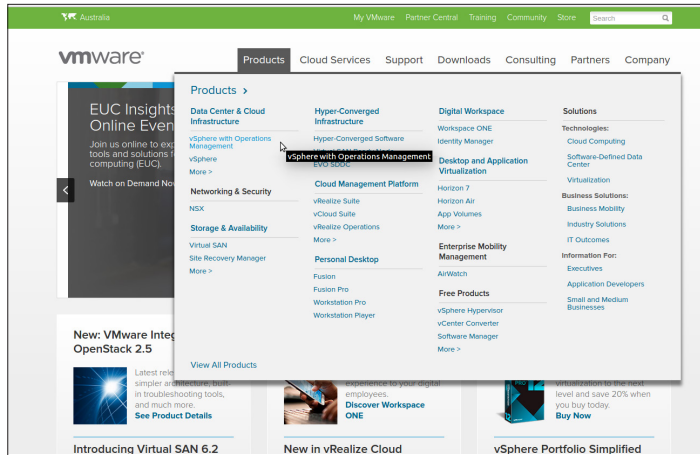 Australia
My VMware Partner Central Training Community Store Search
vmware®
Products Cloud Services Support Downloads Consulting Partners Company
EUC Insights
Online Even
Join us online to exp
tools and solutions f
computing (EUC).
Watch on Demand Now
Products >
Data Center & Cloud
Infrastructure
vSphere with Operations
Management
vSphere
More >
Networking & Security
NSX
Storage & Availability
Virtual SAN
Site Recovery Manager
More >
Hyper-Converged
Infrastructure
Hyper-Converged Software
vSphere with Operations Management
EVO SDDC
Cloud Management Platform
vRealize Suite
vCloud Suite
vRealize Operations
More >
Personal Desktop
Fusion
Fusion Pro
Workstation Pro
Workstation Player
Digital Workspace
Workspace ONE
Identity Manager
Desktop and Application
Virtualization
Horizon 7
Horizon Air
App Volumes
More >
Enterprise Mobility
Management
AirWatch
Free Products
vSphere Hypervisor
vCenter Converter
Software Manager
More >
Solutions
Technologies:
Cloud Computing
Software-Defined Data
Center
Virtualization
Business Solutions:
Business Mobility
Industry Solutions
IT Outcomes
Information For:
Executives
Application Developers
Small and Medium
Businesses
View All Products
New: VMware Integ
OpenStack 2.5
Latest rele
simpler architecture, built-
in troubleshooting tools,
and much more.
See Product Details
experience to your digital
employees.
Discover Workspace
ONE
PRO
virtualization to the next
level and save 20% when
you buy today.
Buy Now
Introducing Virtual SAN 6.2
New in vRealize Cloud
vSphere Portfolio Simplified